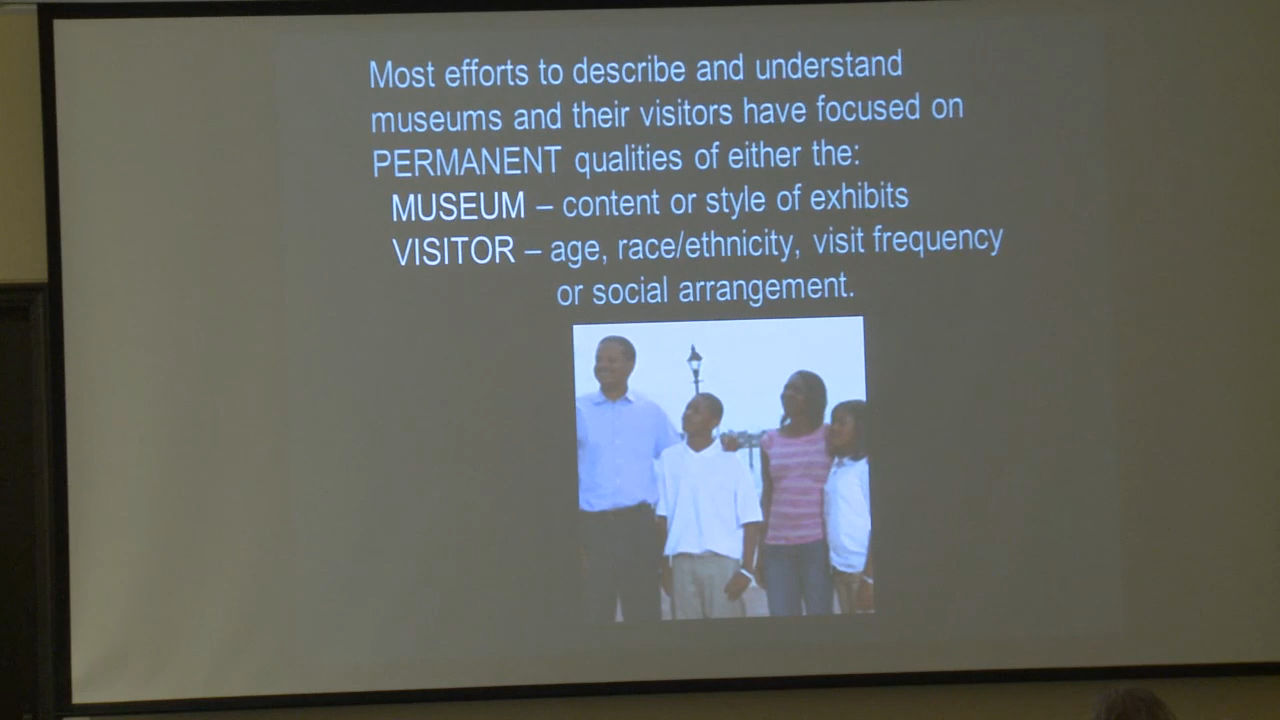 Most efforts to describe and understand
museums and their visitors have focused on
PERMANENT qualities of either the:
MUSEUM – content or style of exhibits
VISITOR – age, race/ethnicity, visit frequency
or social arrangement.